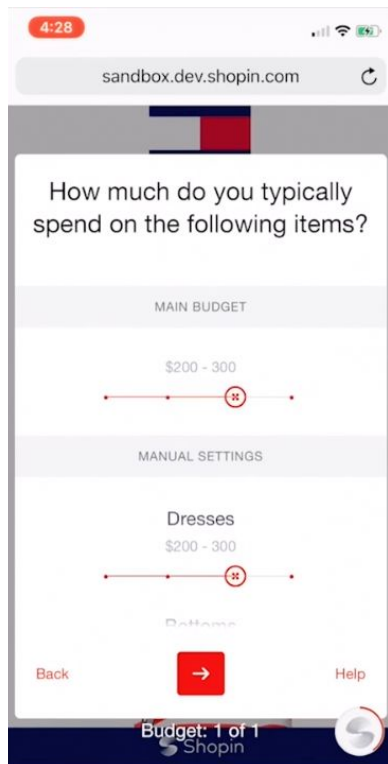 4:28
sandbox.dev.shopin.com
How much do you typically
spend on the following items?
MAIN BUDGET
$200 - 300
MANUAL SETTINGS
Dresses
$200 - 300
Bottoms
Back
Help
Budget: 1 of 1
Shopin